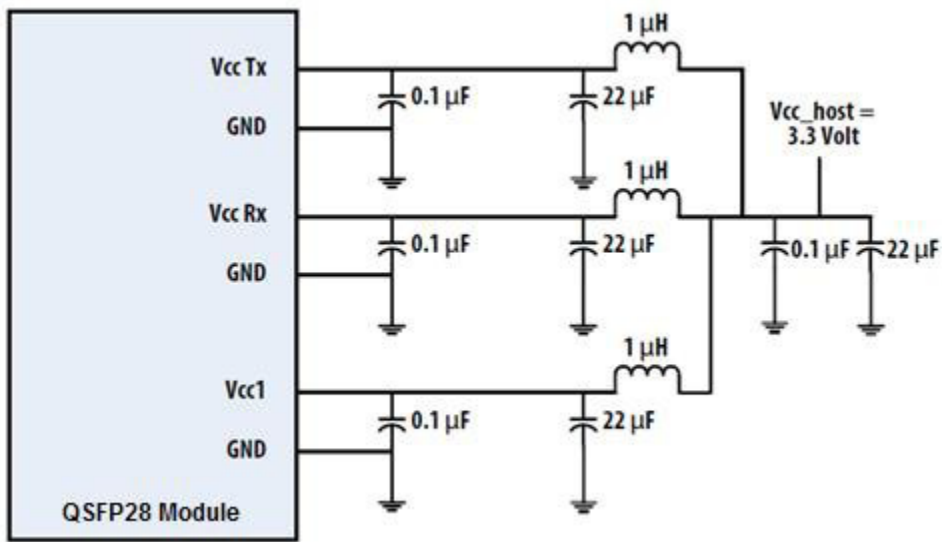 1 μH
Vcc Tx
0.1 μF
22 μF
GND
Vcc_host =
3.3 Volt
1 μH
Vcc Rx
0.1 μF
22 μF
0.1 μF
22 μF
GND
1 μH
Vcc1
0.1 μF
22 μF
GND
QSFP28 Module